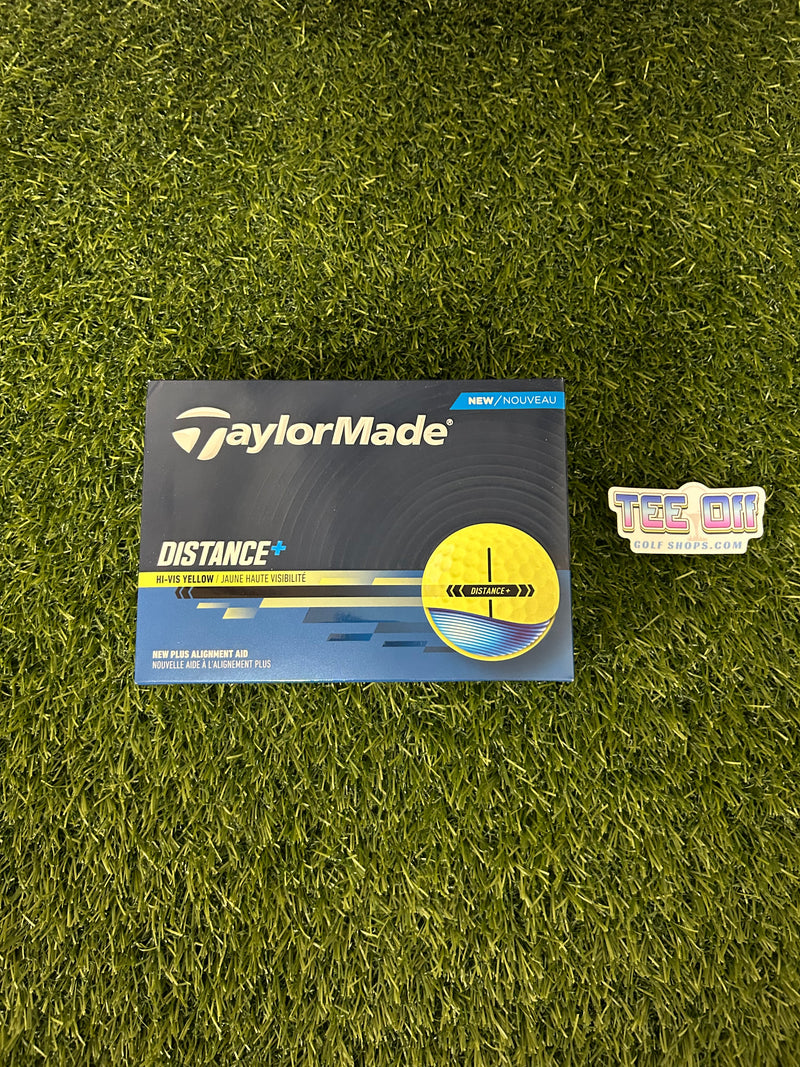 NEW/NOUVEAU
TaylorMade®
DISTANCE+
HI-VIS YELLOW / JAUNE HAUTE VISIBILITÉ
DISTANCE+
NEW PLUS ALIGNMENT AID
NOUVELLE AIDE À L'ALIGNEMENT PLUS
TEE OFF
GOLF SHOPS.COM